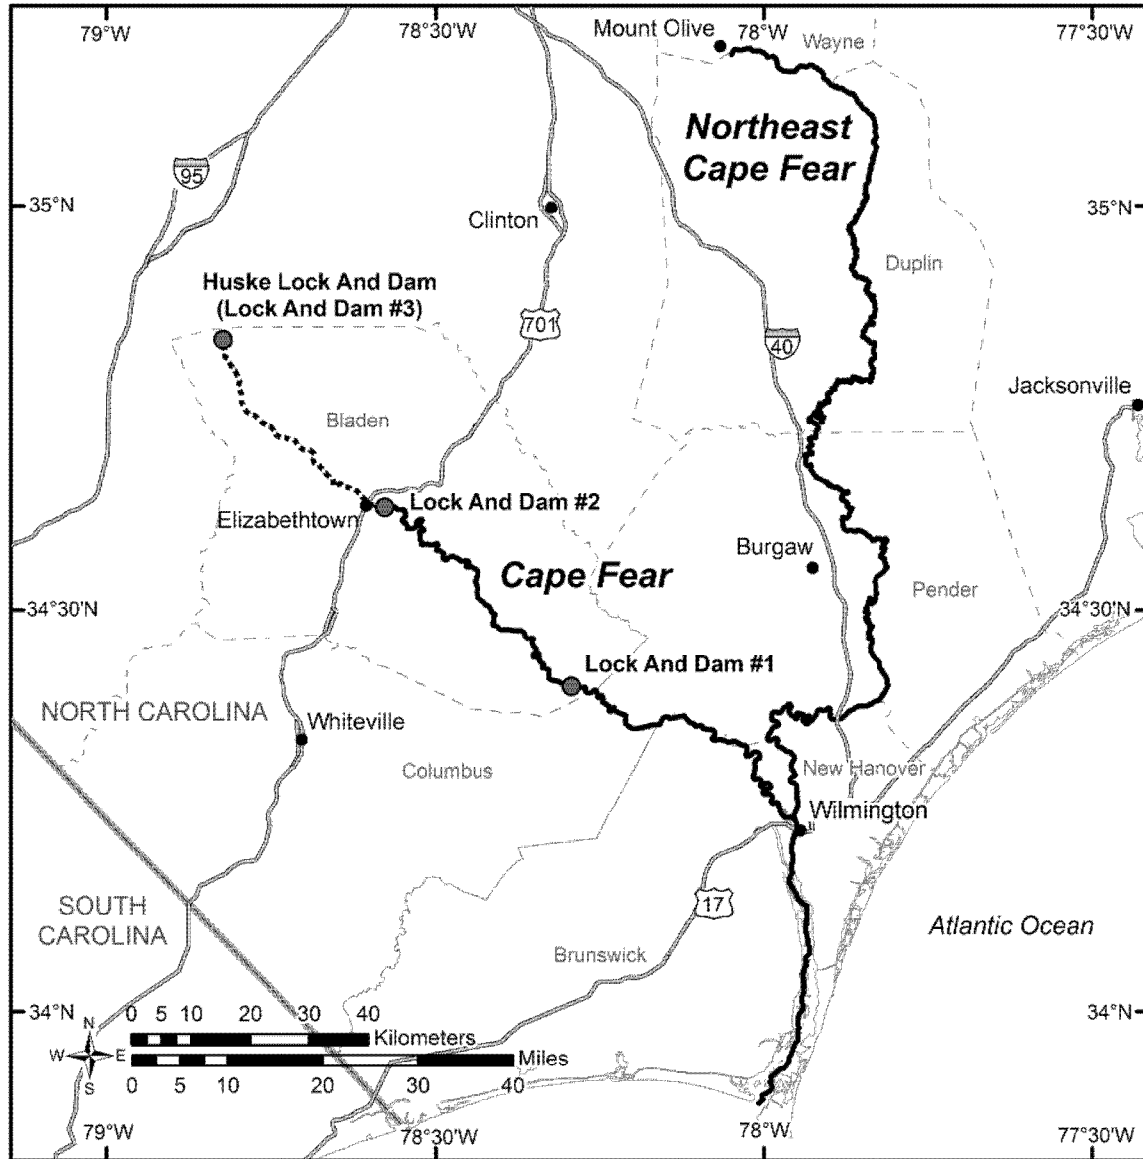 79°W
78°30'W
78°W
77°30'W
Mount Olive
Wayne
Northeast
Cape Fear
95
35°N
Clinton
35°N
Duplin
Huske Lock And Dam
(Lock And Dam #3)
701
40
Jacksonville
Bladen
Lock And Dam #2
Elizabethtown
Burgaw
Cape Fear
Pender
34°30'N
34°30'N
Lock And Dam #1
NORTH CAROLINA
Whiteville
Columbus
New Hanover
Wilmington
SOUTH
CAROLINA
17
Atlantic Ocean
Brunswick
34°N
34°N
N
W E
S
0 5 10 20 30 40
Kilometers
Miles
0 5 10 20 30 40
79°W
78°30'W
78°W
77°30'W